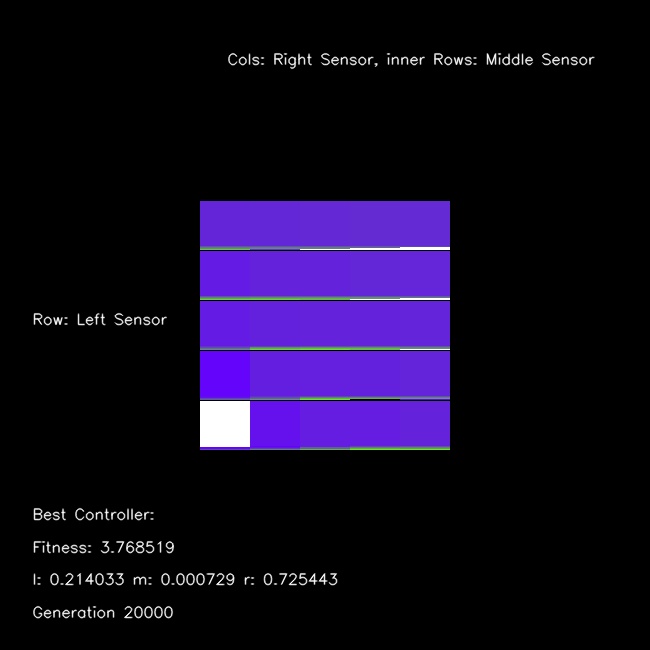 Cols: Right Sensor, inner Rows: Middle Sensor
Row: Left Sensor
Best Controller:
Fitness: 3.768519
l: 0.214033 m: 0.000729 r: 0.725443
Generation 20000